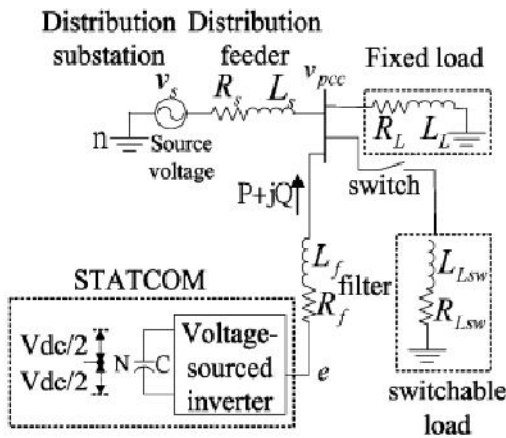 Distribution Distribution
substation feeder
v_s
R_s L_s
v_pcc
Fixed load
R_L L_L
n
Source
voltage
switch
P+jQ
L_f
R_f
filter
L_Lsw
R_Lsw
STATCOM
Vdc/2
Vdc/2
N C
Voltage-
sourced
inverter
e
switchable
load